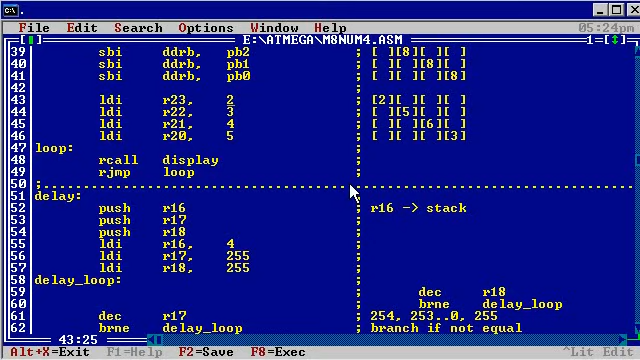 C:\ .
File Edit Search Options Window Help 05:24pm
E:\ATMEGA\M8NUM4.ASM 1=[↕]
39 sbi ddrb, pb2 ; [ ][8][ ][ ]
40 sbi ddrb, pb1 ; [ ][ ][8][ ]
41 sbi ddrb, pb0 ; [ ][ ][ ][8]
42 ;
43 ldi r23, 2 ; [2][ ][ ][ ]
44 ldi r22, 3 ; [ ][5][ ][ ]
45 ldi r21, 4 ; [ ][ ][6][ ]
46 ldi r20, 5 ; [ ][ ][ ][3]
47 loop: ;
48 rcall display ;
49 rjmp loop ;
50 ;- - - - - - - - - - - - - - - - - - - -
51 delay: ;
52 push r16 ; r16 -> stack
53 push r17 ;
54 push r18 ;
55 ldi r16, 4 ;
56 ldi r17, 255 ;
57 ldi r18, 255 ;
58 delay_loop: ;
59 ; dec r18
60 ; brne delay_loop
61 dec r17 ; 254, 253..0, 255
62 brne delay_loop ; branch if not equal
43:25
Alt+X=Exit F1=Help F2=Save F8=Exec ^Lit Edit